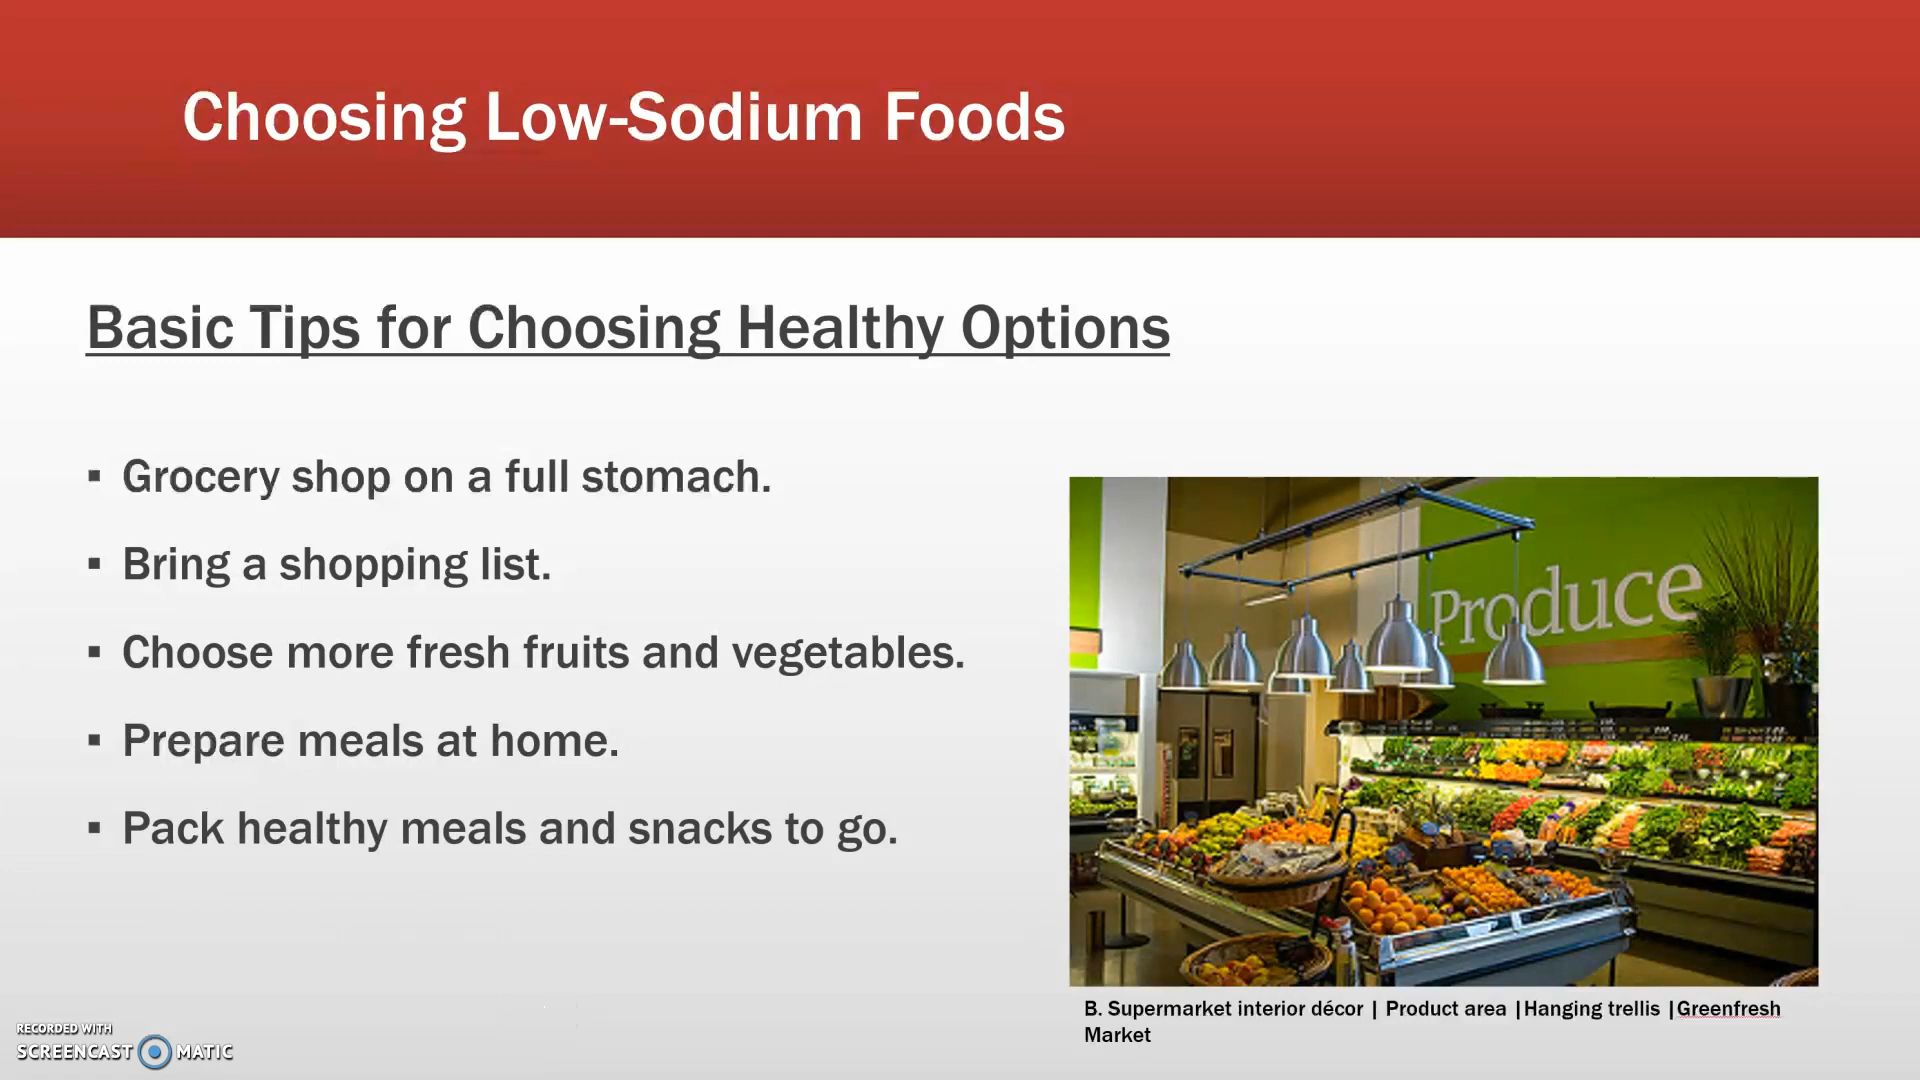 Choosing Low-Sodium Foods
Basic Tips for Choosing Healthy Options
▪ Grocery shop on a full stomach.
▪ Bring a shopping list.
▪ Choose more fresh fruits and vegetables.
▪ Prepare meals at home.
▪ Pack healthy meals and snacks to go.
Produce
B. Supermarket interior décor | Product area |Hanging trellis |Greenfresh
Market
RECORDED WITH
SCREENCAST MATIC